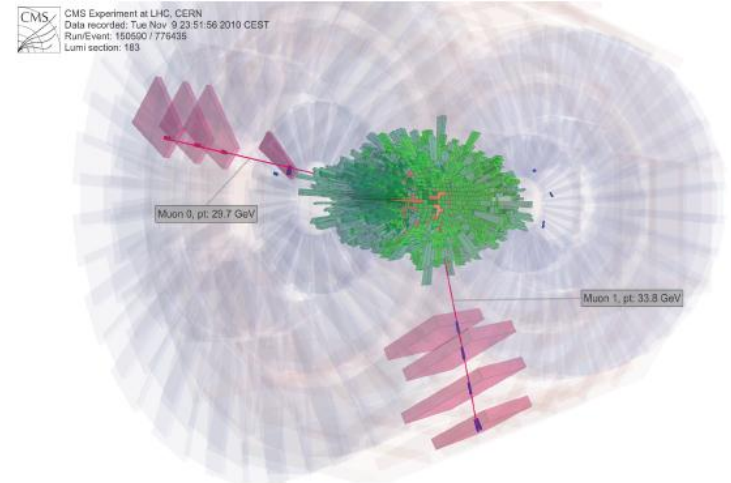 CMS
CMS Experiment at LHC, CERN
Data recorded: Tue Nov 9 23:51:56 2010 CEST
Run/Event: 150590 / 776435
Lumi section: 183
Muon 0, pt: 29.7 GeV
Muon 1, pt: 33.8 GeV